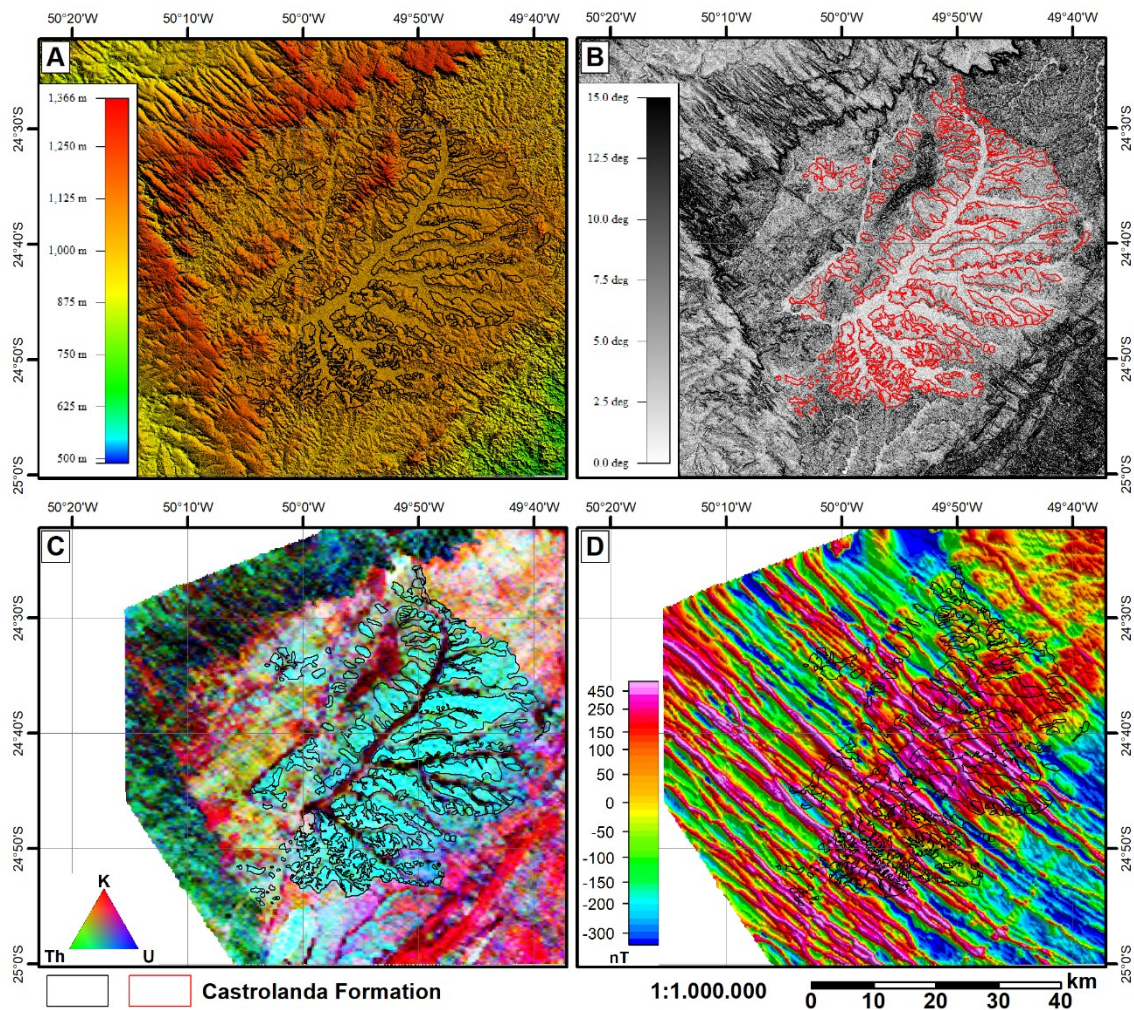 50°20'W 50°10'W 50°0'W 49°50'W 49°40'W 50°20'W 50°10'W 50°0'W 49°50'W 49°40'W
A
B
1,366 m
1,250 m
1,125 m
1,000 m
875 m
750 m
625 m
500 m
15.0 deg
12.5 deg
10.0 deg
7.5 deg
5.0 deg
2.5 deg
0.0 deg
24°30'S
24°40'S
24°50'S
25°0'S
24°30'S
24°40'S
24°50'S
25°0'S
50°20'W 50°10'W 50°0'W 49°50'W 49°40'W 50°20'W 50°10'W 50°0'W 49°50'W 49°40'W
C
D
K
Th
U
450
250
150
100
50
0
-50
-100
-150
-200
-300
nT
24°30'S
24°40'S
24°50'S
25°0'S
24°30'S
24°40'S
24°50'S
25°0'S
Castrolanda Formation
1:1.000.000
km
0 10 20 30 40